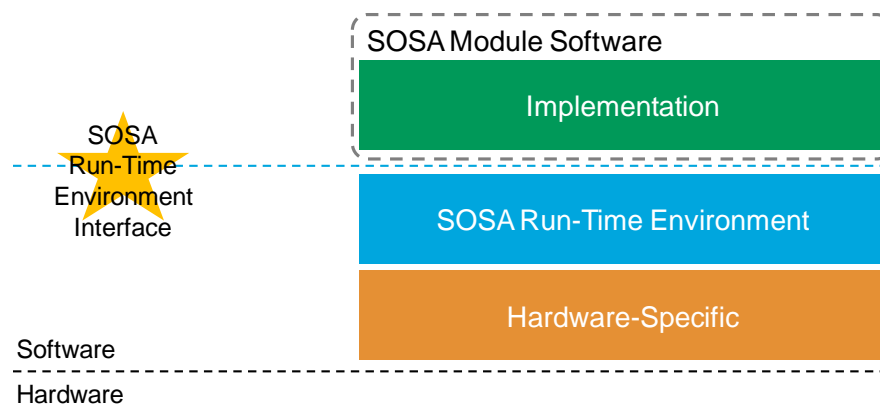 SOSA Module Software
Implementation
SOSA
Run-Time
Environment
Interface
SOSA Run-Time Environment
Hardware-Specific
Software
Hardware